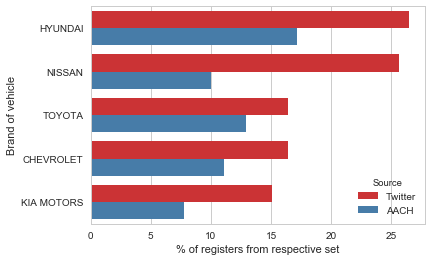 Brand of vehicle
HYUNDAI
NISSAN
TOYOTA
CHEVROLET
KIA MOTORS
Source
Twitter
AACH
0 5 10 15 20 25
% of registers from respective set